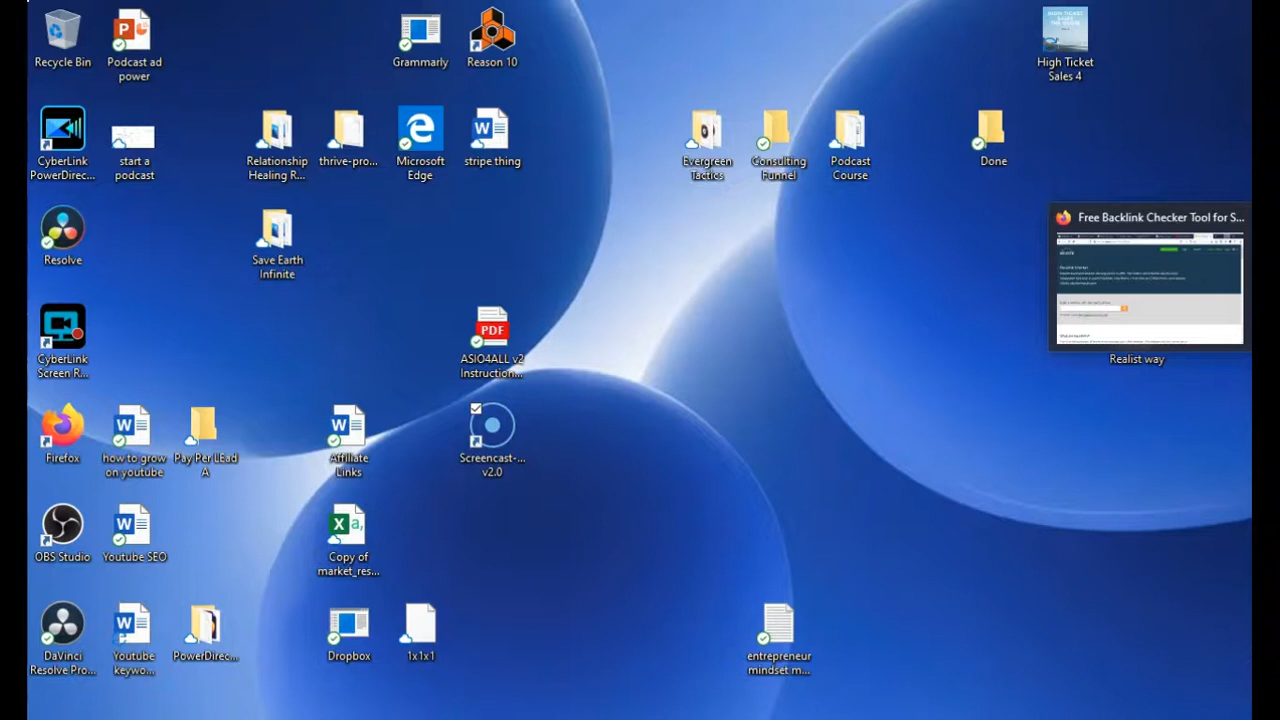 Recycle Bin
Podcast ad
power
Grammarly
Reason 10
HIGH TICKET
SALES
High Ticket
Sales 4
CyberLink
PowerDirec...
start a
podcast
Relationship
Healing R...
thrive-pro...
Microsoft
Edge
stripe thing
Evergreen
Tactics
Consulting
Funnel
Podcast
Course
Done
Resolve
Save Earth
Infinite
Free Backlink Checker Tool for S...
Realist way
CyberLink
Screen R...
PDF
ASIO4ALL v2
Instruction...
Firefox
how to grow
on youtube
Pay Per LEad
A
Affiliate
Links
Screencast-...
v2.0
OBS Studio
Youtube SEO
Copy of
market_res...
DaVinci
Resolve Pro...
Youtube
keywo...
PowerDirec...
Dropbox
1x1x1
entrepreneur
mindset m...